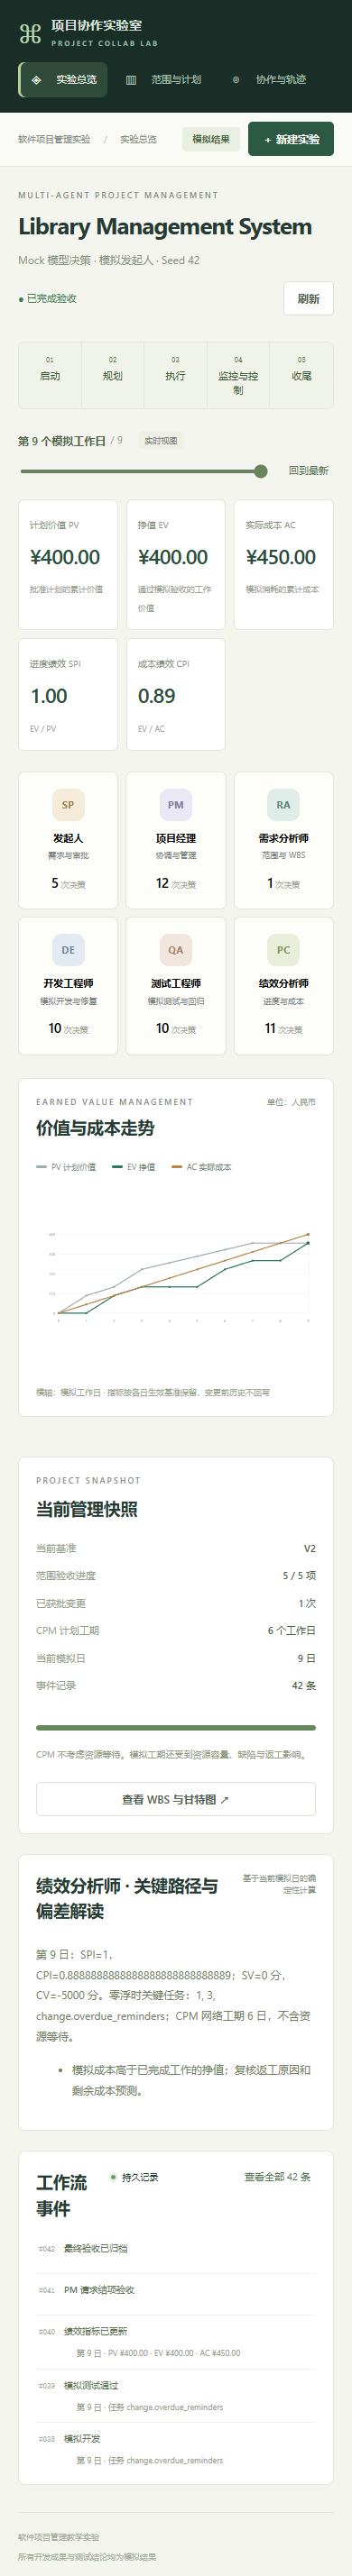 项目协作实验室
PROJECT COLLAB LAB
实验总览
范围与计划
协作与轨迹
软件项目管理实验 / 实验总览
模拟结果
+ 新建实验
MULTI-AGENT PROJECT MANAGEMENT
Library Management System
Mock 模型决策 · 模拟发起人 · Seed 42
已完成验收
刷新
01
启动
02
规划
03
执行
04
监控与控
制
05
收尾
第 9 个模拟工作日 / 9
实时视图
回到最新
计划价值 PV
¥400.00
批准计划的累计价值
挣值 EV
¥400.00
通过模拟验收的工作
价值
实际成本 AC
¥450.00
模拟消耗的累计成本
进度绩效 SPI
1.00
EV / PV
成本绩效 CPI
0.89
EV / AC
SP
发起人
需求与审批
5 次决策
PM
项目经理
协调与管理
12 次决策
RA
需求分析师
范围与 WBS
1 次决策
DE
开发工程师
模拟开发与修复
10 次决策
QA
测试工程师
模拟测试与回归
10 次决策
PC
绩效分析师
进度与成本
11 次决策
EARNED VALUE MANAGEMENT
单位：人民币
价值与成本走势
PV 计划价值
EV 挣值
AC 实际成本
0 1 2 3 4 5 6 7 8 9
横轴：模拟工作日 · 指标按各日生效基准保留，变更前历史不回写
PROJECT SNAPSHOT
当前管理快照
当前基准 V2
范围验收进度 5 / 5 项
已获批变更 1 次
CPM 计划工期 6 个工作日
当前模拟日 9 日
事件记录 42 条
CPM 不考虑资源等待。模拟工期还受到资源容量、缺陷与返工影响。
查看 WBS 与甘特图 ↗
绩效分析师 · 关键路径与
偏差解读
基于当前模拟日的确
定性计算
第 9 日：SPI=1，
CPI=0.8888888888888888888888888889；SV=0 分，
CV=-5000 分。零浮时关键任务：1, 3,
change.overdue_reminders；CPM 网络工期 6 日，不含资
源等待。
模拟成本高于已完成工作的挣值；复核返工原因和
剩余成本预测。
工作流
事件
持久记录
查看全部 42 条
#042 最终验收已归档
#041 PM 请求结项验收
#040 绩效指标已更新
第 9 日 · PV ¥400.00 · EV ¥400.00 · AC ¥450.00
#039 模拟测试通过
第 9 日 · 任务 change.overdue_reminders
#038 模拟开发
第 9 日 · 任务 change.overdue_reminders
软件项目管理教学实验
所有开发成果与测试结论均为模拟结果